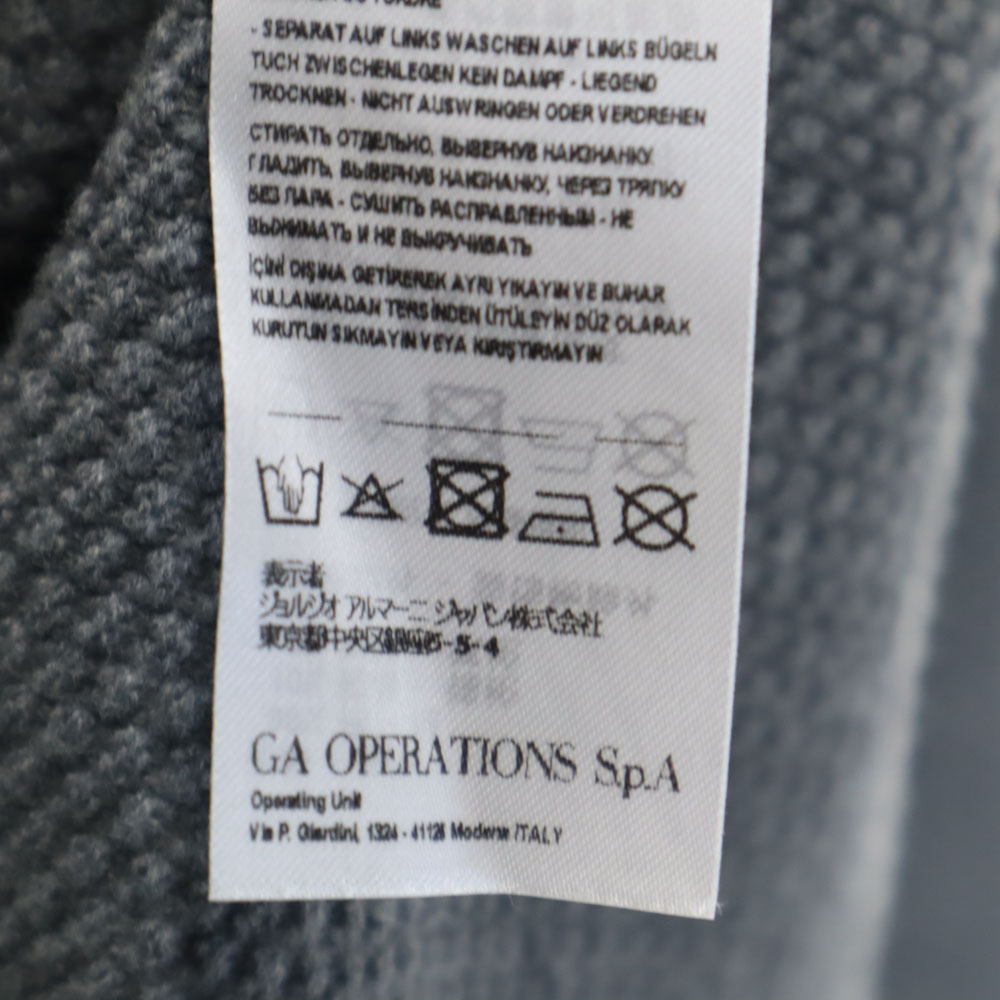 - SEPARAT AUF LINKS WASCHEN AUF LINKS BÜGELN
TUCH ZWISCHENLEGEN KEIN DAMPF - LIEGEND
TROCKNEN - NICHT AUSWRINGEN ODER VERDREHEN
СТИРАТЬ ОТДЕЛЬНО, ВЫВЕРНУВ НАИЗНАНКУ.
ГЛАДИТЬ, ВЫВЕРНУВ НАИЗНАНКУ, ЧЕРЕЗ ТРЯПКУ
БЕЗ ПАРА - СУШИТЬ РАСПРАВЛЕННЫМ - НЕ
ВЫЖИМАТЬ И НЕ ВЫКРУЧИВАТЬ
İÇİNİ DIŞINA GETİREREK AYRI YIKAYIN VE BUHAR
KULLANMADAN TERSİNDEN ÜTÜLEYİN DÜZ OLARAK
KURUTUN SIKMAYIN VEYA KIRIŞTIRMAYIN
表示者
ジョルジオ アルマーニ ジャパン株式会社
東京都中央区銀座5-5-4
GA OPERATIONS S.p.A
Operating Unit
Via P. Giardini, 1324 - 41126 Modena ITALY